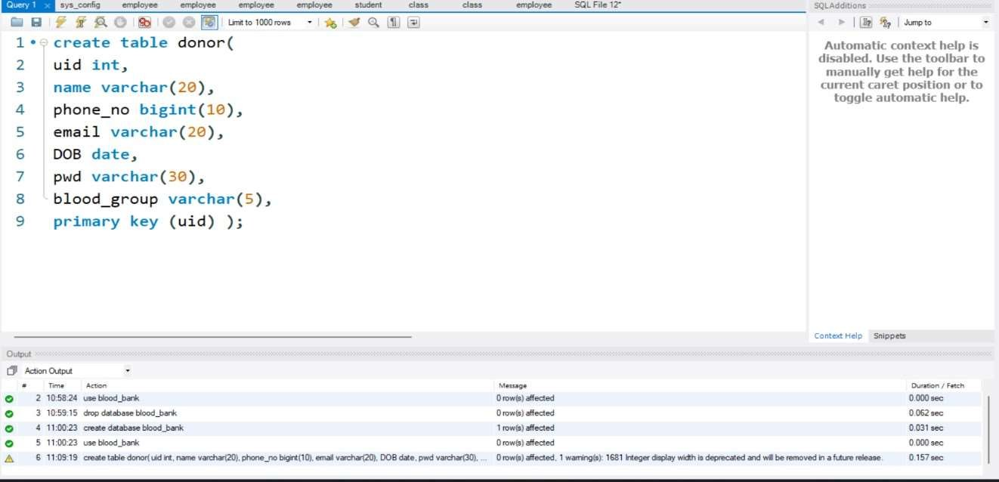 Query 1 × sys_config employee employee employee employee student class class employee SQL File 12*
SQLAdditions
Limit to 1000 rows
Jump to
1 create table donor(
2 uid int,
3 name varchar(20),
4 phone_no bigint(10),
5 email varchar(20),
6 DOB date,
7 pwd varchar(30),
8 blood_group varchar(5),
9 primary key (uid) );
Automatic context help is
disabled. Use the toolbar to
manually get help for the
current caret position or to
toggle automatic help.
Context Help Snippets
Output
Action Output
# Time Action Message Duration / Fetch
2 10:58:24 use blood_bank 0 row(s) affected 0.000 sec
3 10:59:15 drop database blood_bank 0 row(s) affected 0.062 sec
4 11:00:23 create database blood_bank 1 row(s) affected 0.031 sec
5 11:00:23 use blood_bank 0 row(s) affected 0.000 sec
6 11:09:19 create table donor( uid int, name varchar(20), phone_no bigint(10), email varchar(20), DOB date, pwd varchar(30), ... 0 row(s) affected, 1 warning(s): 1681 Integer display width is deprecated and will be removed in a future release. 0.157 sec